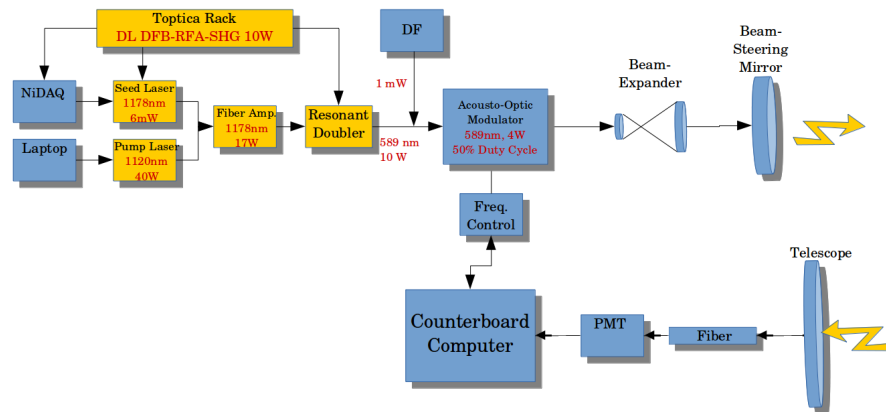 Toptica Rack
DL DFB-RFA-SHG 10W
DF
Beam-
Steering
Mirror
Beam-
Expander
NiDAQ
Seed Laser
1178nm
6mW
1 mW
Fiber Amp.
1178nm
17W
Resonant
Doubler
Acousto-Optic
Modulator
589nm, 4W
50% Duty Cycle
Laptop
Pump Laser
1120nm
40W
589 nm
10 W
Freq.
Control
Telescope
Counterboard
Computer
PMT
Fiber